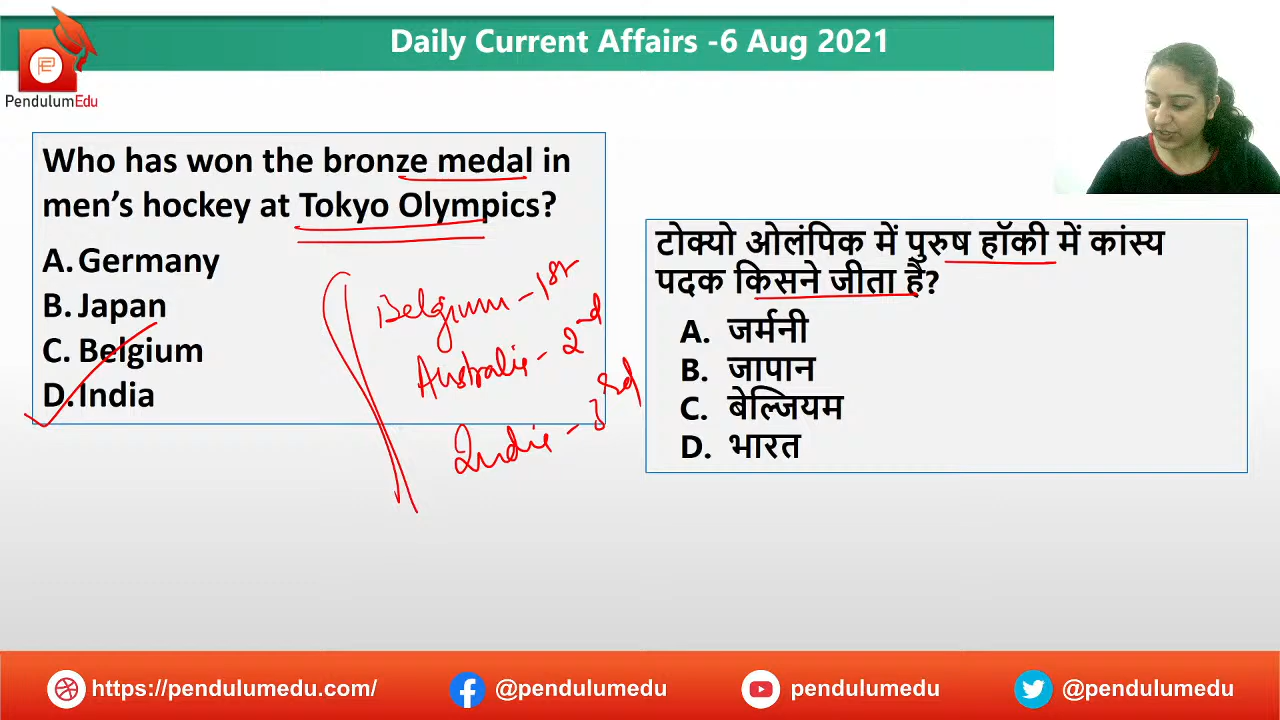 Daily Current Affairs -6 Aug 2021
PendulumEdu
Who has won the bronze medal in
men's hockey at Tokyo Olympics?
A. Germany
B. Japan
C. Belgium
D. India
Belgium - 1st
Australia - 2nd
India - 3rd
टोक्यो ओलंपिक में पुरुष हॉकी में कांस्य
पदक किसने जीता है?
A. जर्मनी
B. जापान
C. बेल्जियम
D. भारत
https://pendulumedu.com/
@pendulumedu
pendulumedu
@pendulumedu